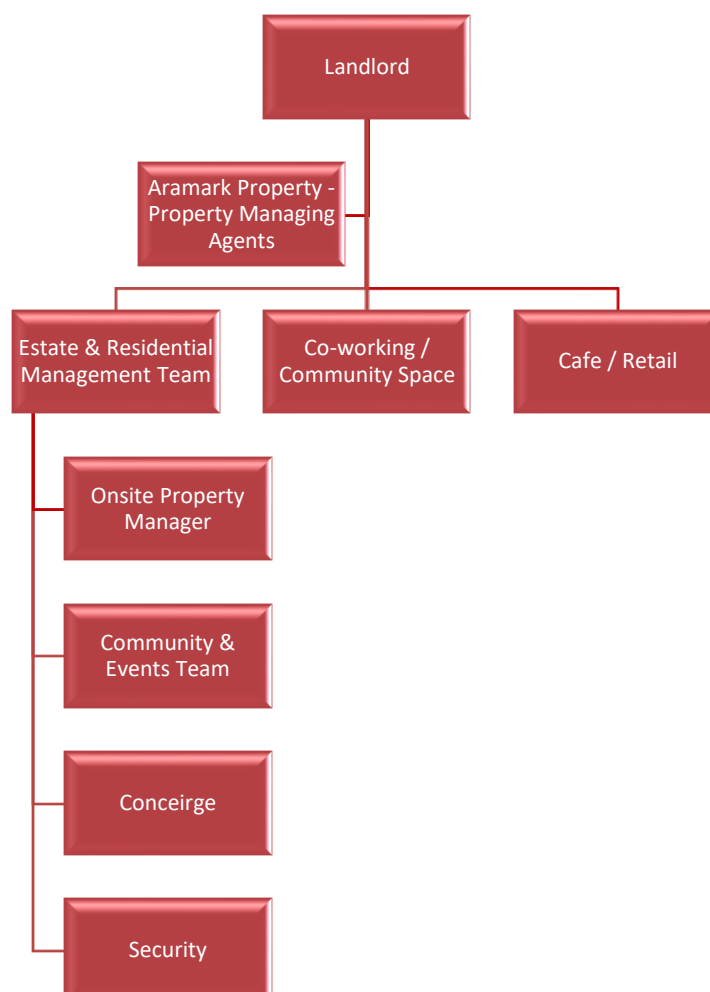 Landlord
Aramark Property -
Property Managing
Agents
Estate & Residential
Management Team
Co-working /
Community Space
Cafe / Retail
Onsite Property
Manager
Community &
Events Team
Conceirge
Security